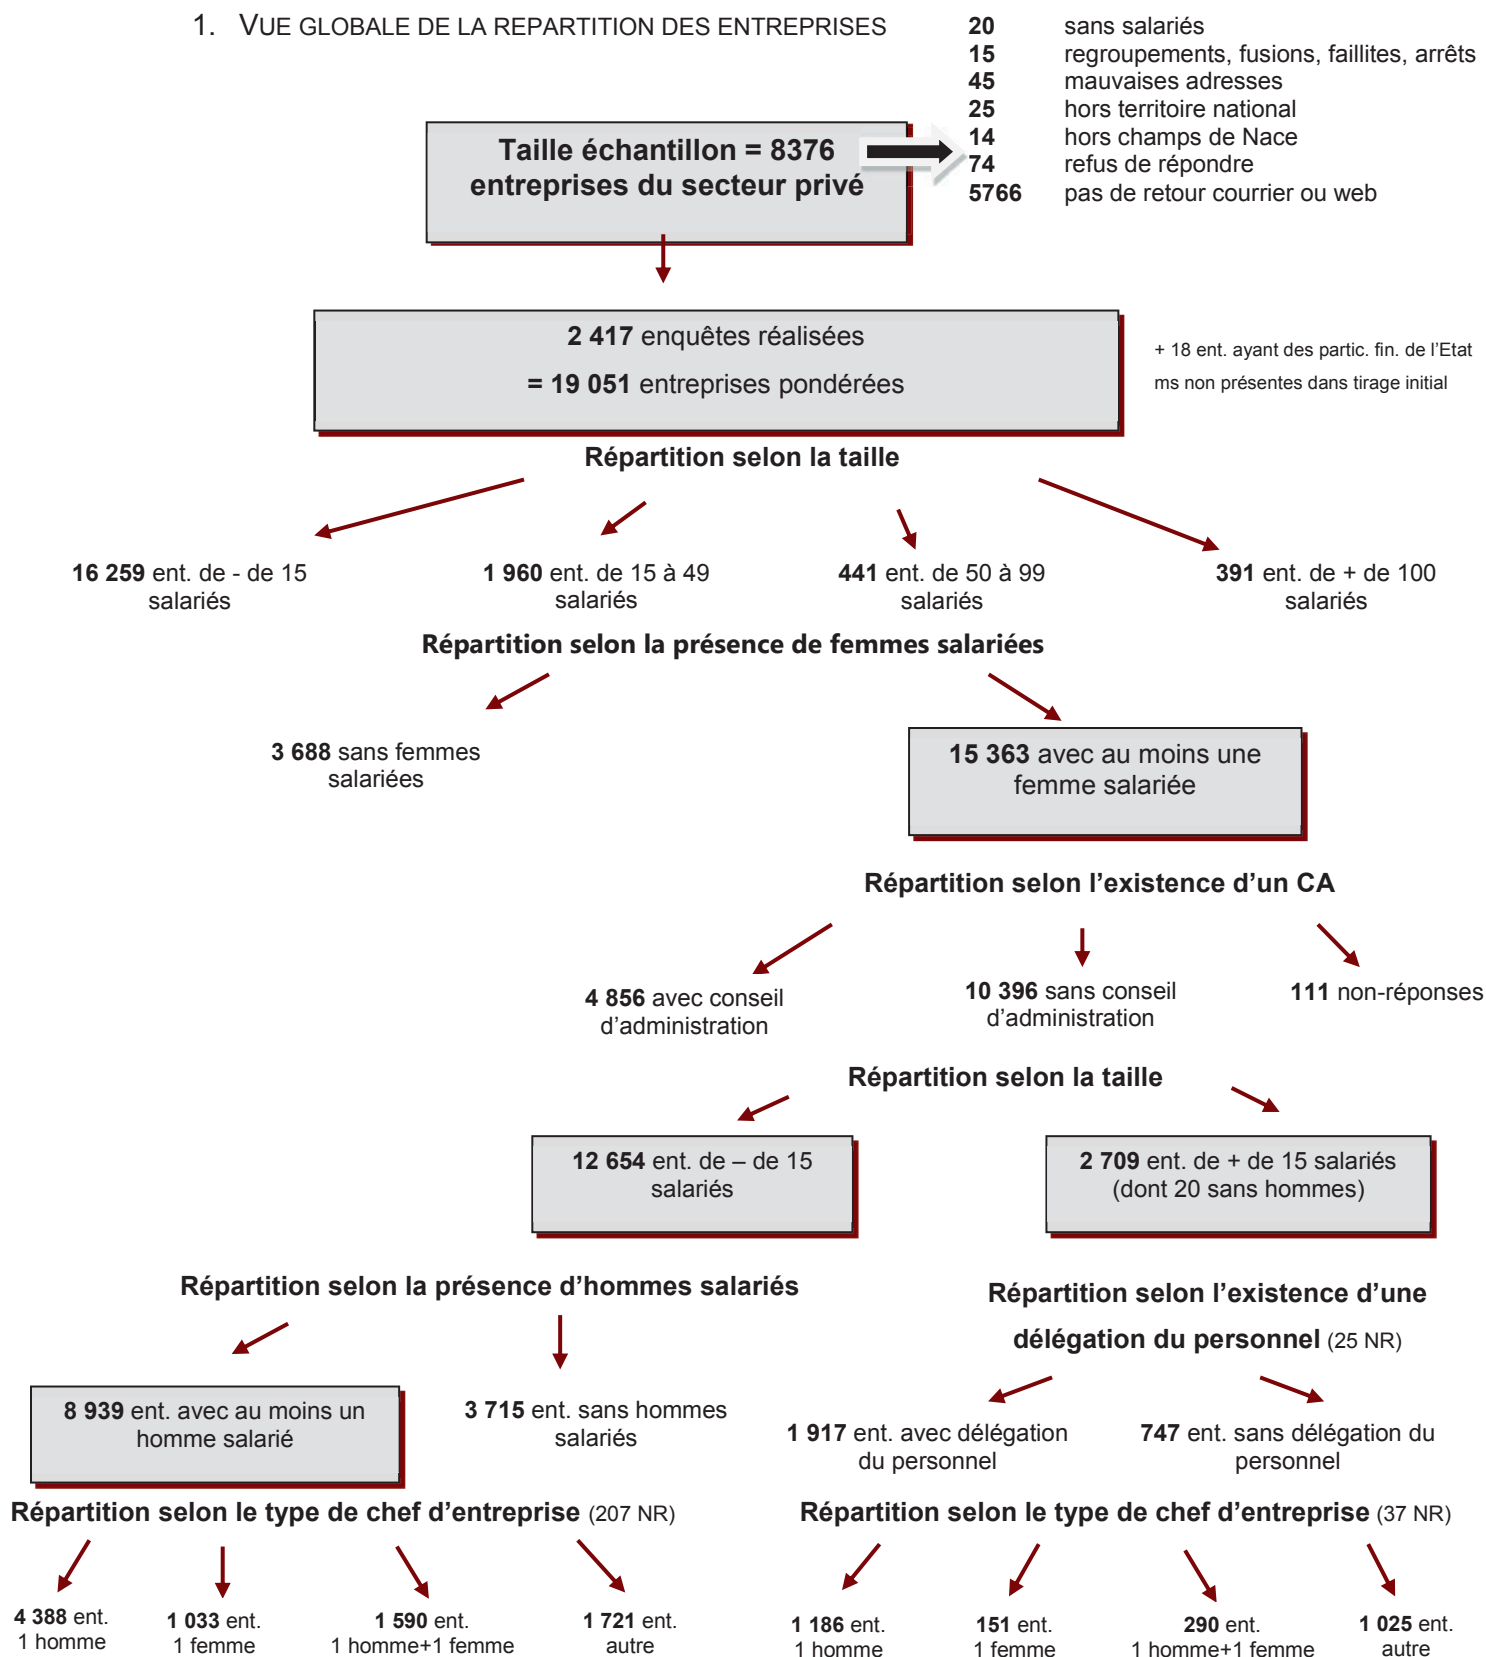 1. VUE GLOBALE DE LA REPARTITION DES ENTREPRISES
20 sans salariés
15 regroupements, fusions, faillites, arrêts
45 mauvaises adresses
25 hors territoire national
14 hors champs de Nace
74 refus de répondre
5766 pas de retour courrier ou web
Taille échantillon = 8376
entreprises du secteur privé
2 417 enquêtes réalisées
= 19 051 entreprises pondérées
+ 18 ent. ayant des partic. fin. de l’Etat
ms non présentes dans tirage initial
Répartition selon la taille
16 259 ent. de - de 15
salariés
1 960 ent. de 15 à 49
salariés
441 ent. de 50 à 99
salariés
391 ent. de + de 100
salariés
Répartition selon la présence de femmes salariées
3 688 sans femmes
salariées
15 363 avec au moins une
femme salariée
Répartition selon l’existence d’un CA
4 856 avec conseil
d’administration
10 396 sans conseil
d’administration
111 non-réponses
Répartition selon la taille
12 654 ent. de – de 15
salariés
2 709 ent. de + de 15 salariés
(dont 20 sans hommes)
Répartition selon la présence d’hommes salariés
Répartition selon l’existence d’une
délégation du personnel (25 NR)
8 939 ent. avec au moins un
homme salarié
3 715 ent. sans hommes
salariés
1 917 ent. avec délégation
du personnel
747 ent. sans délégation du
personnel
Répartition selon le type de chef d’entreprise (207 NR)
Répartition selon le type de chef d’entreprise (37 NR)
4 388 ent.
1 homme
1 033 ent.
1 femme
1 590 ent.
1 homme+1 femme
1 721 ent.
autre
1 186 ent.
1 homme
151 ent.
1 femme
290 ent.
1 homme+1 femme
1 025 ent.
autre